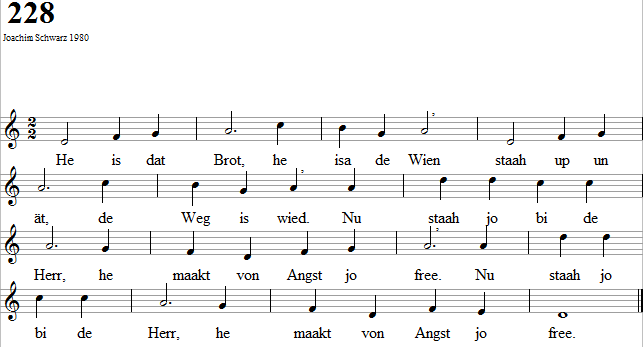 228
Joachim Schwarz 1980
He is dat Brot, he isa de Wien staah up un
ät, de Weg is wied. Nu staah jo bi de
Herr, he maakt von Angst jo free. Nu staah jo
bi de Herr, he maakt von Angst jo free.